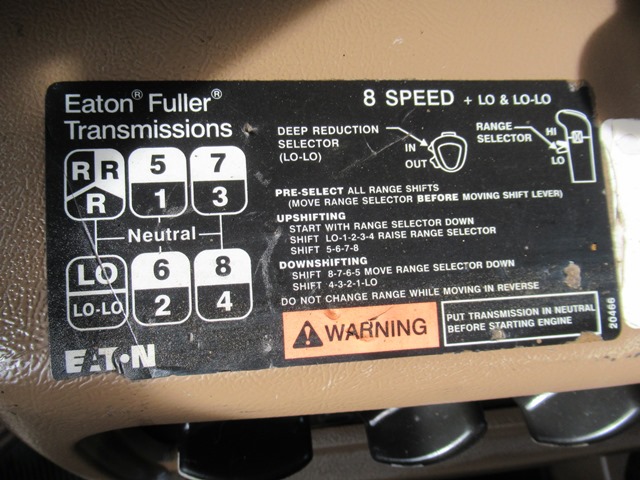 Eaton® Fuller®
Transmissions
8 SPEED + LO & LO-LO
DEEP REDUCTION
SELECTOR
(LO-LO)
IN
OUT
RANGE
SELECTOR
HI
LO
R R
R
5
1
7
3
Neutral
LO
LO-LO
6
2
8
4
PRE-SELECT ALL RANGE SHIFTS
(MOVE RANGE SELECTOR BEFORE MOVING SHIFT LEVER)
UPSHIFTING
START WITH RANGE SELECTOR DOWN
SHIFT LO-1-2-3-4 RAISE RANGE SELECTOR
SHIFT 5-6-7-8
DOWNSHIFTING
SHIFT 8-7-6-5 MOVE RANGE SELECTOR DOWN
SHIFT 4-3-2-1-LO
DO NOT CHANGE RANGE WHILE MOVING IN REVERSE
WARNING
PUT TRANSMISSION IN NEUTRAL
BEFORE STARTING ENGINE
20466
EATON